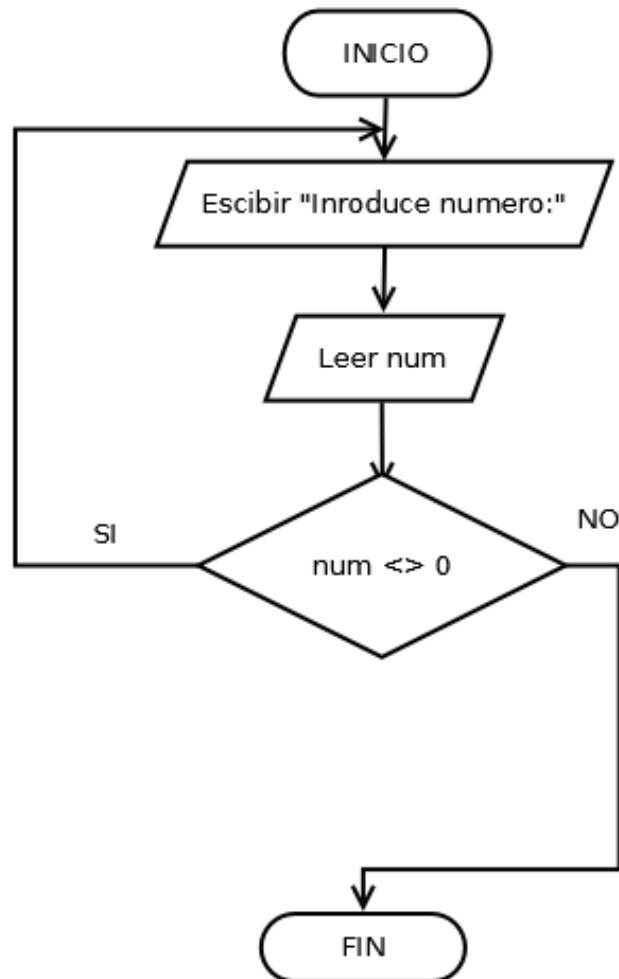 INICIO
Escibir "Inroduce numero:"
Leer num
num <> 0
SI
NO
FIN